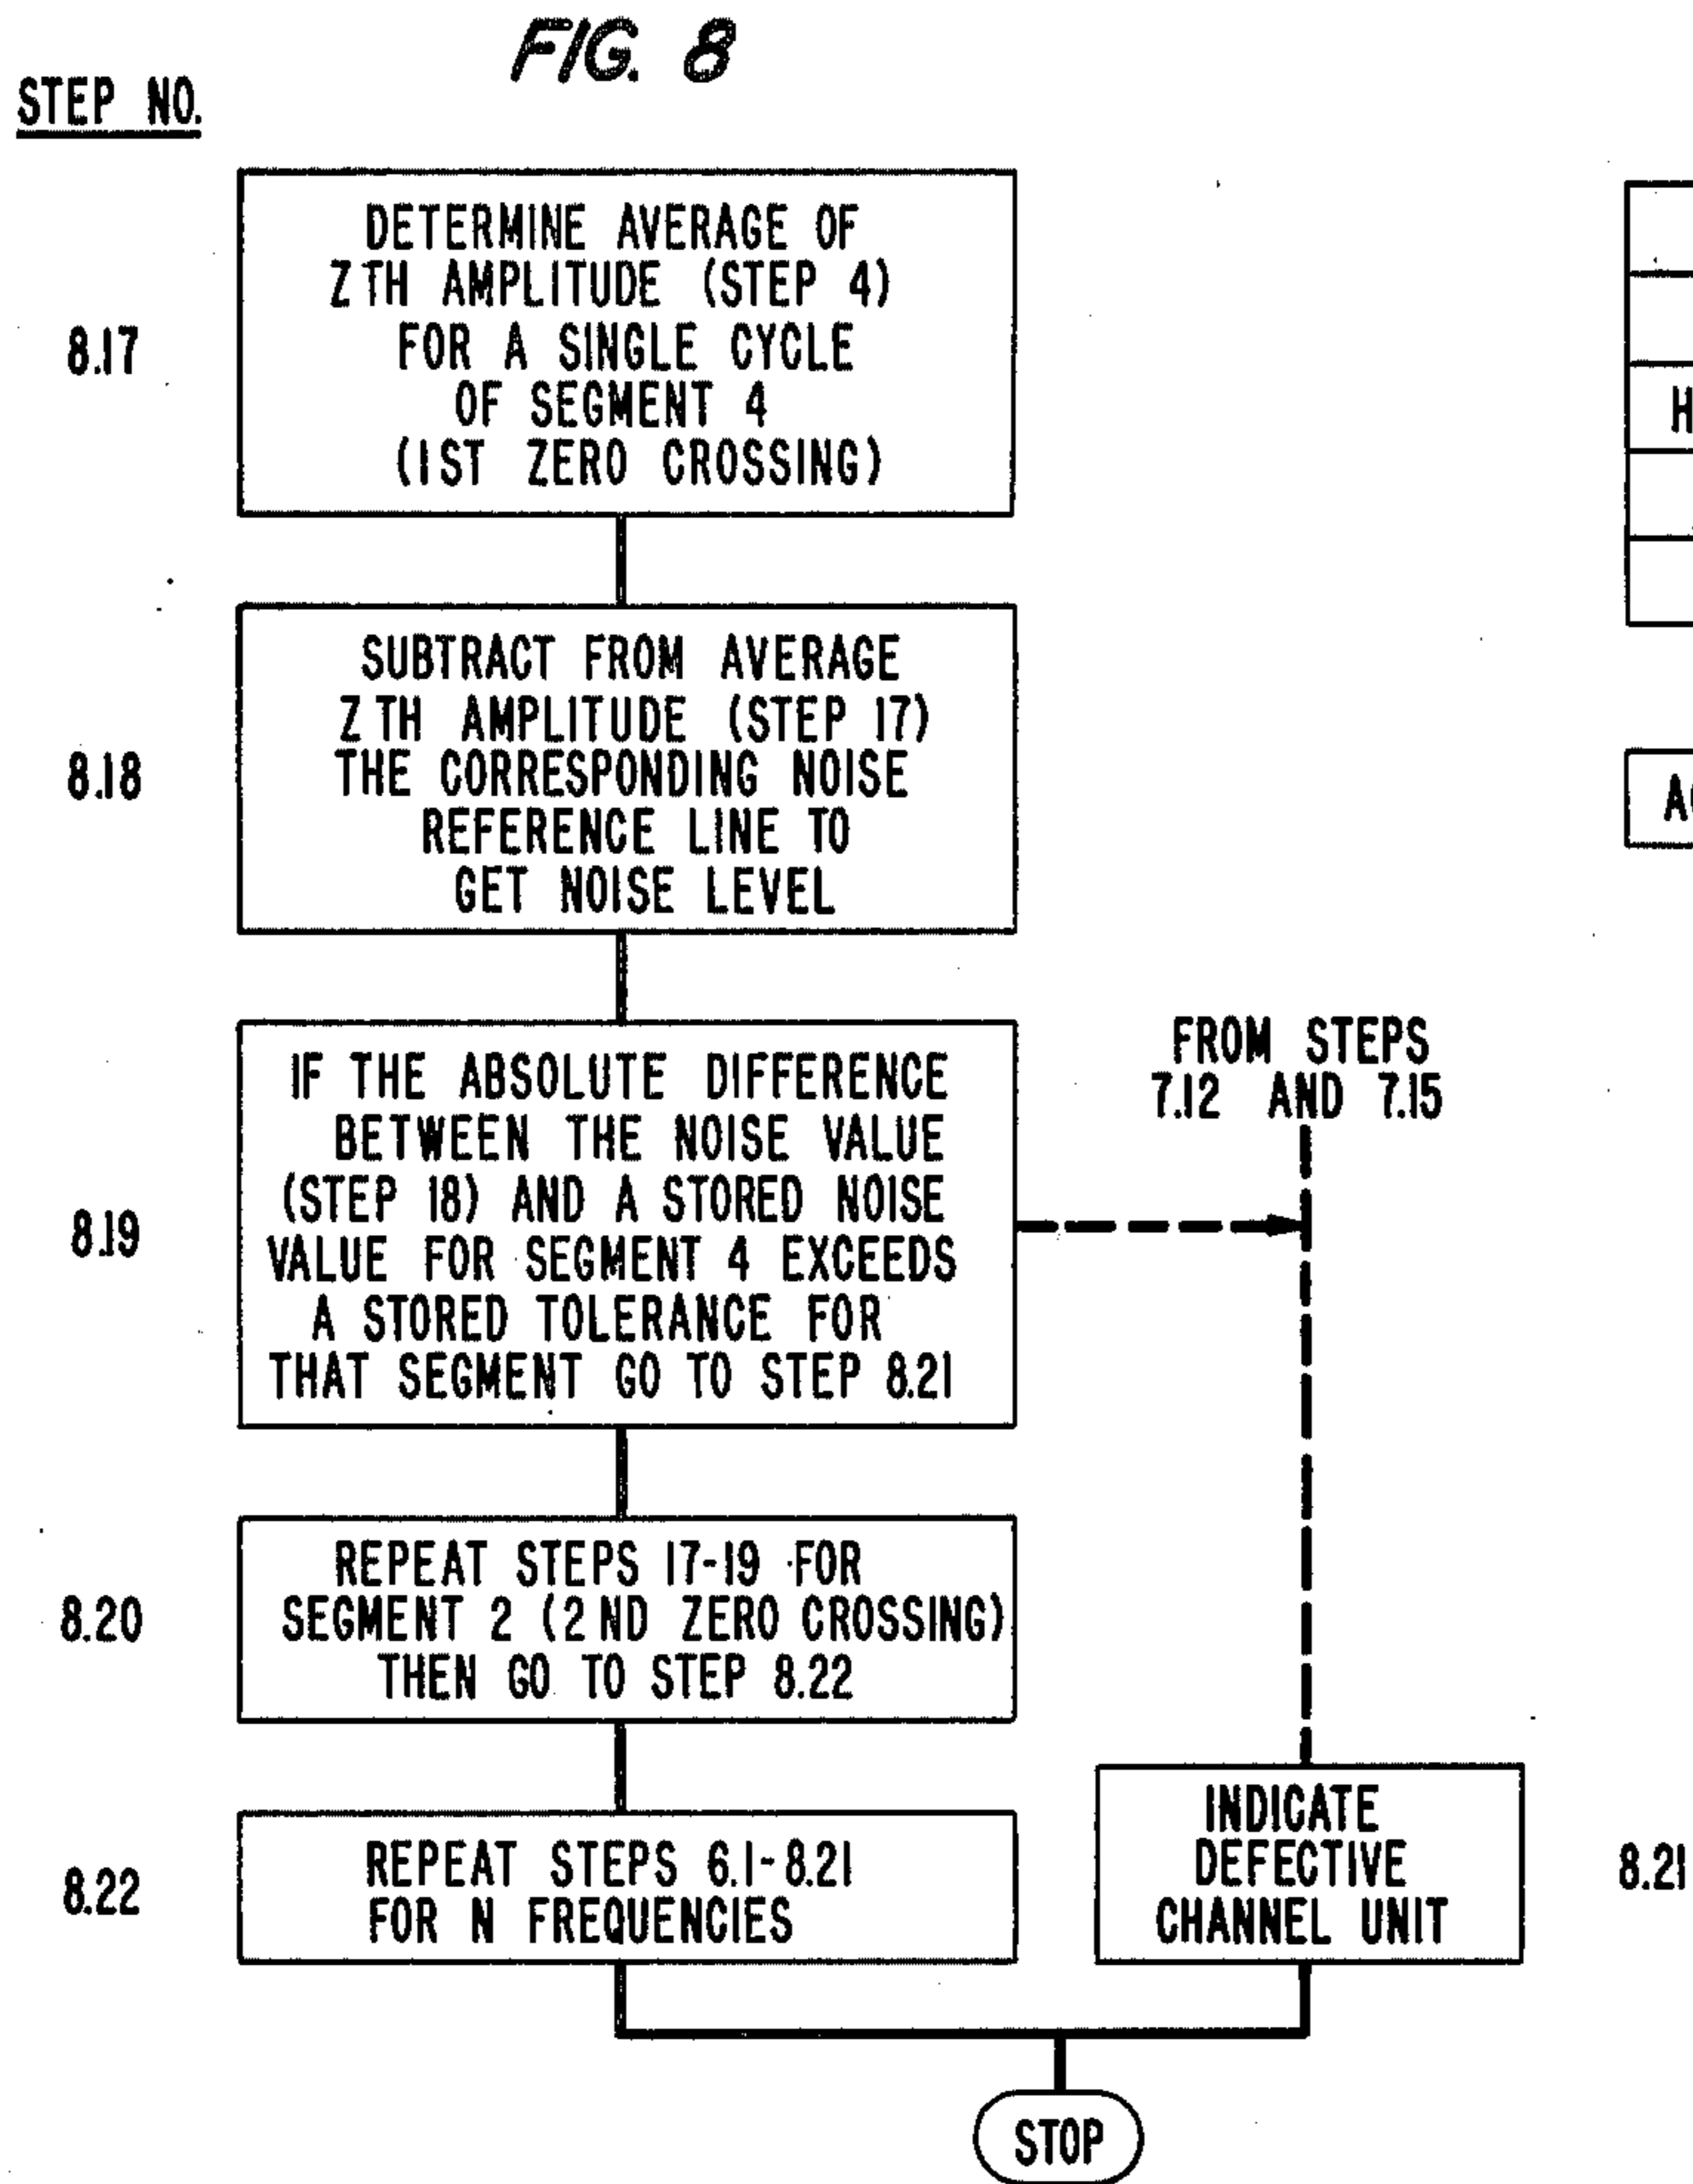 FIG. 8
STEP NO.
8.17
DETERMINE AVERAGE OF
Z TH AMPLITUDE (STEP 4)
FOR A SINGLE CYCLE
OF SEGMENT 4
(1ST ZERO CROSSING)
8.18
SUBTRACT FROM AVERAGE
Z TH AMPLITUDE (STEP 17)
THE CORRESPONDING NOISE
REFERENCE LINE TO
GET NOISE LEVEL
8.19
IF THE ABSOLUTE DIFFERENCE
BETWEEN THE NOISE VALUE
(STEP 18) AND A STORED NOISE
VALUE FOR SEGMENT 4 EXCEEDS
A STORED TOLERANCE FOR
THAT SEGMENT GO TO STEP 8.21
FROM STEPS
7.12 AND 7.15
8.20
REPEAT STEPS 17-19 FOR
SEGMENT 2 (2ND ZERO CROSSING)
THEN GO TO STEP 8.22
8.22
REPEAT STEPS 6.1-8.21
FOR N FREQUENCIES
INDICATE
DEFECTIVE
CHANNEL UNIT
8.21
STOP
H